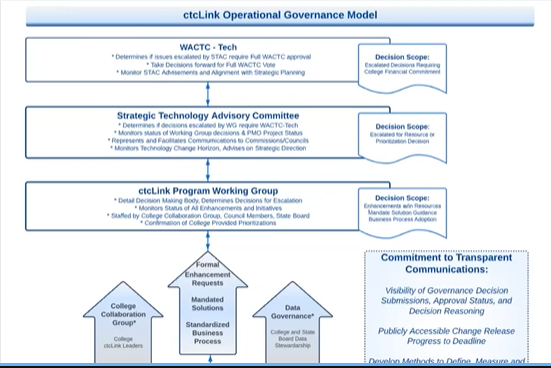 ctcLink Operational Governance Model
WACTC - Tech
* Determines if issues escalated by STAC require Full WACTC approval
* Take Decisions forward for Full WACTC Vote
* Monitor STAC Advisements and Alignment with Strategic Planning
Decision Scope:
Escalated Decisions Requiring
College Financial Commitment
Strategic Technology Advisory Committee
* Determines if decisions escalated by WG require WACTC-Tech
* Monitors status of Working Group decisions & PMO Project Status
* Represents and Facilitates Communications to Commissions/Councils
* Monitors Technology Change Horizon, Advises on Strategic Direction
Decision Scope:
Escalated for Resource or
Prioritization Decision
ctcLink Program Working Group
* Detail Decision Making Body, Determines Decisions for Escalation
* Monitors Status of All Enhancements and Initiatives
* Staffed by College Collaboration Group, Council Members, State Board
* Confirmation of College Provided Prioritizations
Decision Scope:
Enhancements w/in Resources
Mandate Solution Guidance
Business Process Adoption
Formal
Enhancement
Requests
Mandated
Solutions
Standardized
Business
Process
College
Collaboration
Group*
College
ctcLink Leaders
Data
Governance*
College and State
Board Data
Stewardship
Commitment to Transparent
Communications:
Visibility of Governance Decision
Submissions, Approval Status, and
Decision Reasoning
Publicly Accessible Change Release
Progress to Deadline
Develop Methods to Define, Measure and